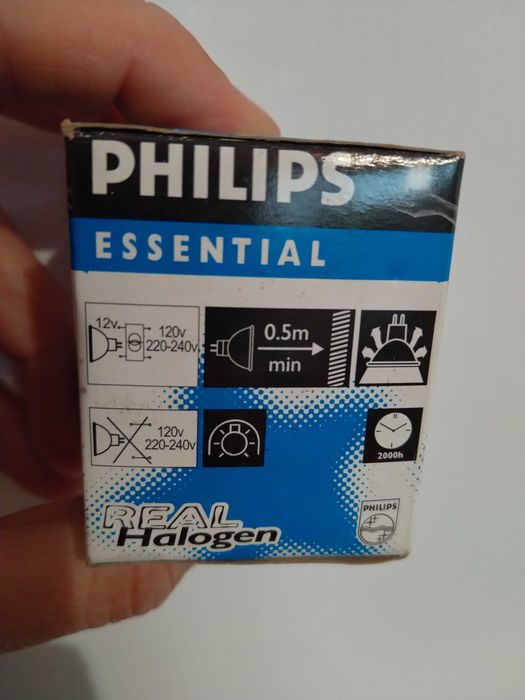 PHILIPS
ESSENTIAL
12v
120v
220-240v
0.5m
min
120v
220-240v
2000h
REAL
Halogen
PHILIPS